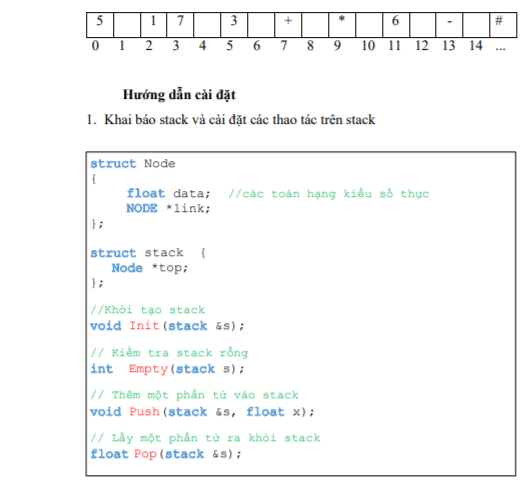 5 1 7 3 + * 6 - #
0 1 2 3 4 5 6 7 8 9 10 11 12 13 14 ...
Hướng dẫn cài đặt
1. Khai báo stack và cài đặt các thao tác trên stack
struct Node
{
float data; //các toán hạng kiểu số thực
NODE *link;
};
struct stack {
Node *top;
};
//Khởi tạo stack
void Init(stack &s);
// Kiểm tra stack rỗng
int Empty(stack s);
// Thêm một phần tử vào stack
void Push(stack &s, float x);
// Lấy một phần tử ra khỏi stack
float Pop(stack &s);